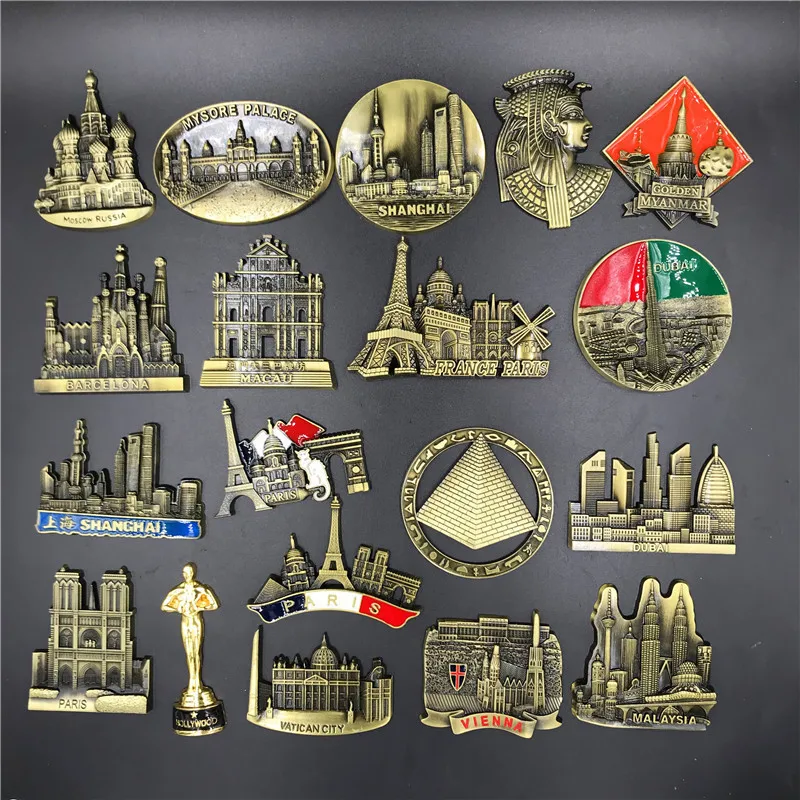 MOSCOW RUSSIA
MYSORE PALACE
SHANGHAI
GOLDEN
MYANMAR
BARCELONA
MACAU
FRANCE PARIS
DUBAI
上海 SHANGHAI
PARIS
DUBAI
PARIS
PARIS
HOLLYWOOD
VATICAN CITY
VIENNA
MALAYSIA